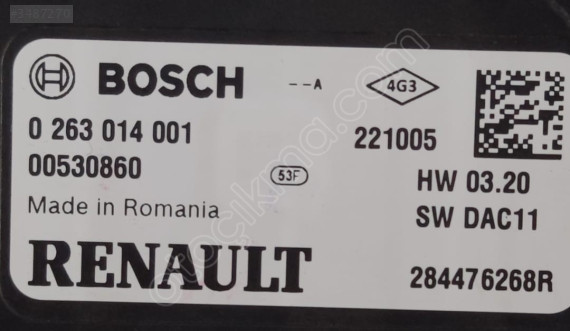 BOSCH --A 4G3
0 263 014 001 221005
00530860 53F HW 03.20
Made in Romania SW DAC11
RENAULT 284476268R